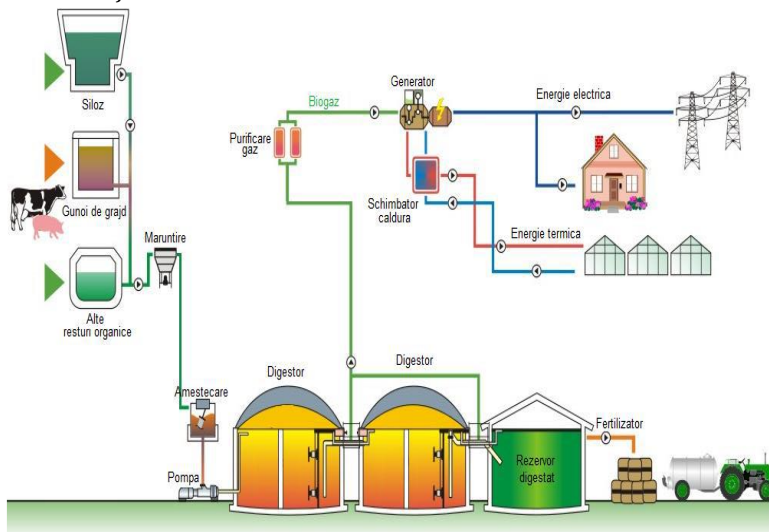 Siloz
Gunoi de grajd
Alte
resturi organice
Maruntire
Amestecare
Pompa
Digestor
Digestor
Rezervor
digestat
Fertilizator
Purificare
gaz
Biogaz
Generator
Schimbator
caldura
Energie electrica
Energie termica